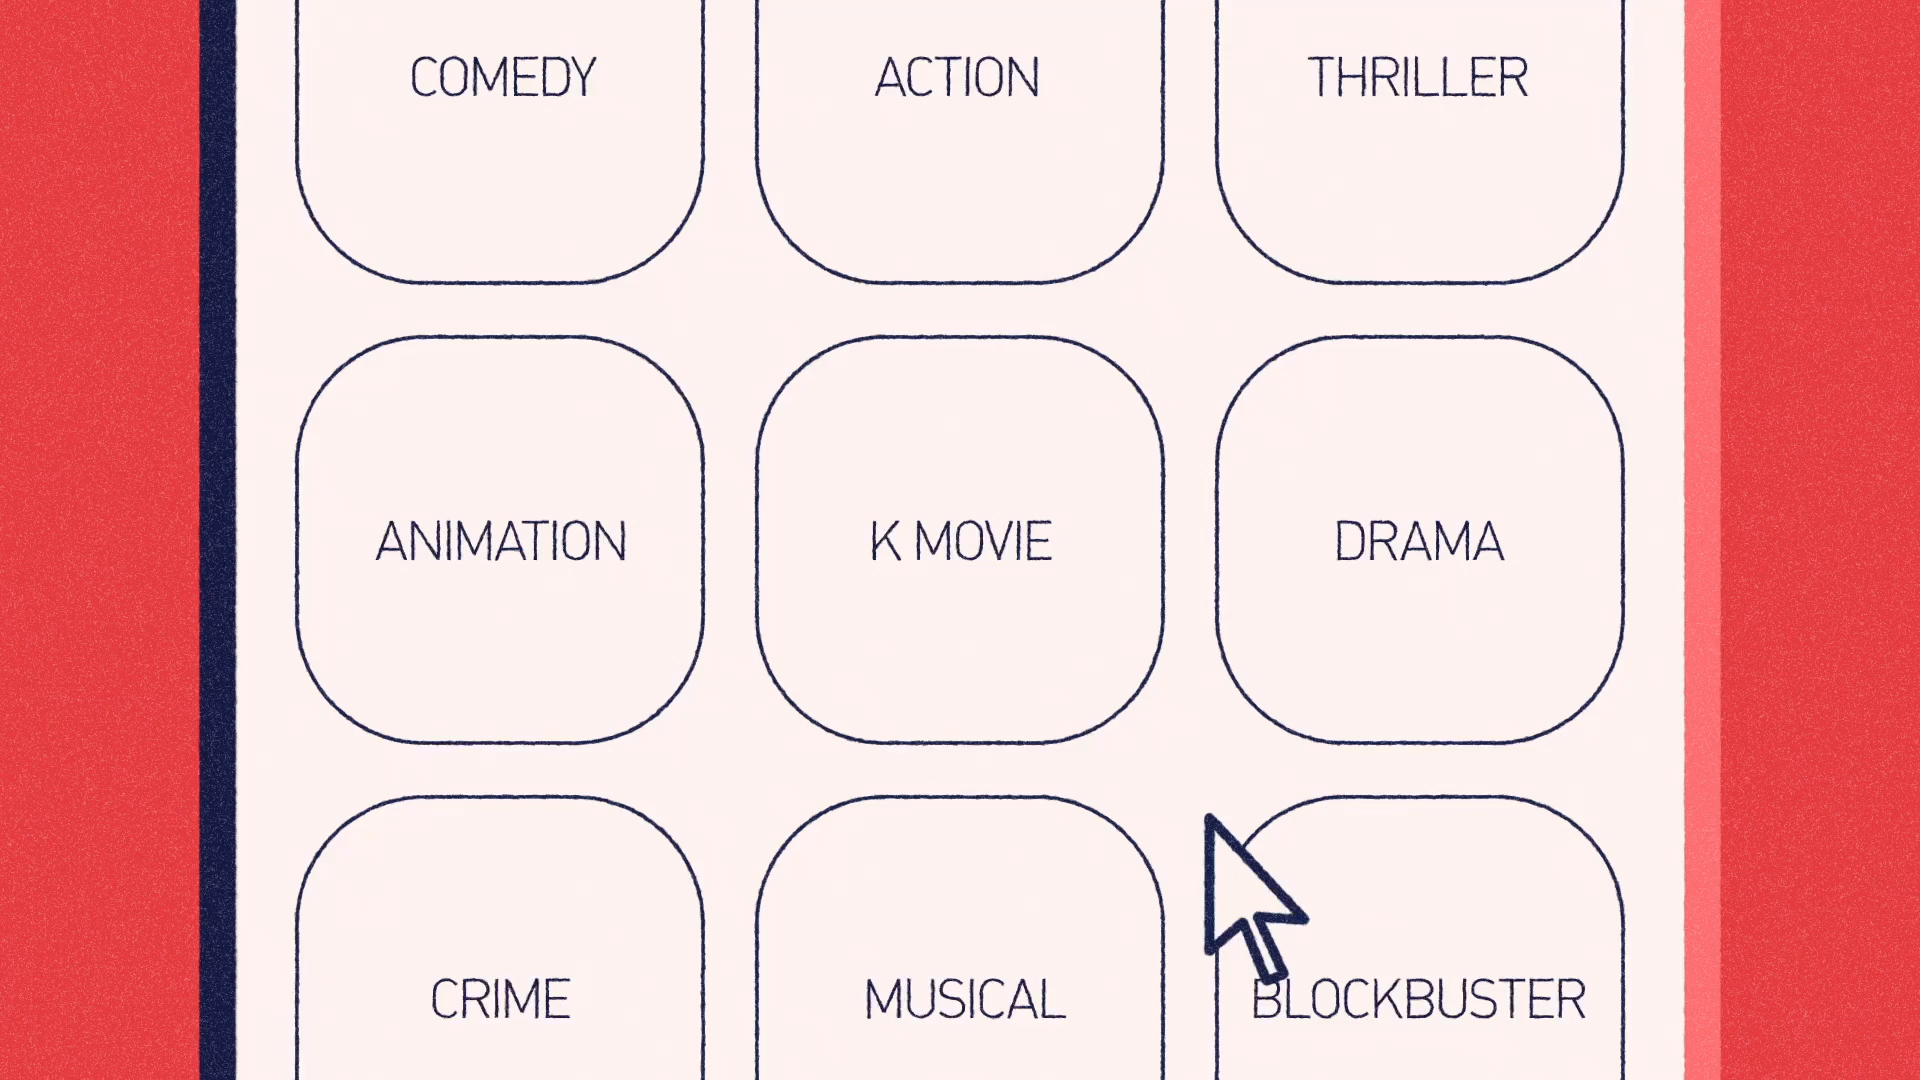 COMEDY
ACTION
THRILLER
ANIMATION
K MOVIE
DRAMA
CRIME
MUSICAL
BLOCKBUSTER